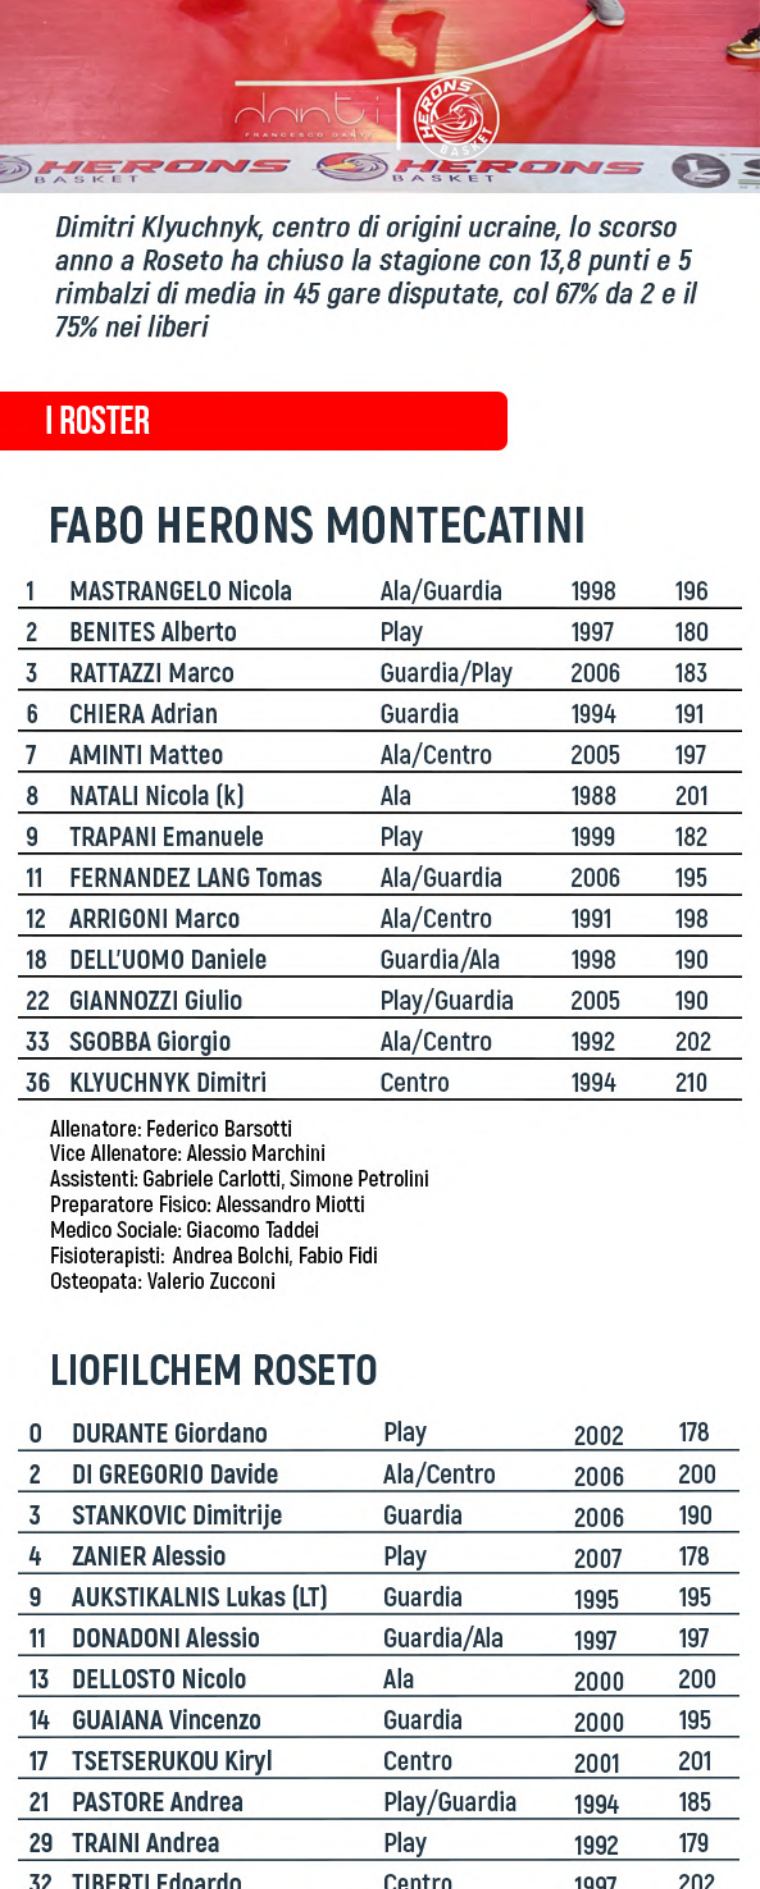 danti
FRANCESCO DANTI
HERONS
BASKET
HERONS
BASKET
HERONS
BASKET
Dimitri Klyuchnyk, centro di origini ucraine, lo scorso
anno a Roseto ha chiuso la stagione con 13,8 punti e 5
rimbalzi di media in 45 gare disputate, col 67% da 2 e il
75% nei liberi
I ROSTER
FABO HERONS MONTECATINI
1 MASTRANGELO Nicola Ala/Guardia 1998 196
2 BENITES Alberto Play 1997 180
3 RATTAZZI Marco Guardia/Play 2006 183
6 CHIERA Adrian Guardia 1994 191
7 AMINTI Matteo Ala/Centro 2005 197
8 NATALI Nicola (k) Ala 1988 201
9 TRAPANI Emanuele Play 1999 182
11 FERNANDEZ LANG Tomas Ala/Guardia 2006 195
12 ARRIGONI Marco Ala/Centro 1991 198
18 DELL'UOMO Daniele Guardia/Ala 1998 190
22 GIANNOZZI Giulio Play/Guardia 2005 190
33 SGOBBA Giorgio Ala/Centro 1992 202
36 KLYUCHNYK Dimitri Centro 1994 210
Allenatore: Federico Barsotti
Vice Allenatore: Alessio Marchini
Assistenti: Gabriele Carlotti, Simone Petrolini
Preparatore Fisico: Alessandro Miotti
Medico Sociale: Giacomo Taddei
Fisioterapisti: Andrea Bolchi, Fabio Fidi
Osteopata: Valerio Zucconi
LIOFILCHEM ROSETO
0 DURANTE Giordano Play 2002 178
2 DI GREGORIO Davide Ala/Centro 2006 200
3 STANKOVIC Dimitrije Guardia 2006 190
4 ZANIER Alessio Play 2007 178
9 AUKSTIKALNIS Lukas (LT) Guardia 1995 195
11 DONADONI Alessio Guardia/Ala 1997 197
13 DELLOSTO Nicolo Ala 2000 200
14 GUAIANA Vincenzo Guardia 2000 195
17 TSETSERUKOU Kiryl Centro 2001 201
21 PASTORE Andrea Play/Guardia 1994 185
29 TRAINI Andrea Play 1992 179
32 TIBERTI Edoardo Centro 1997 202